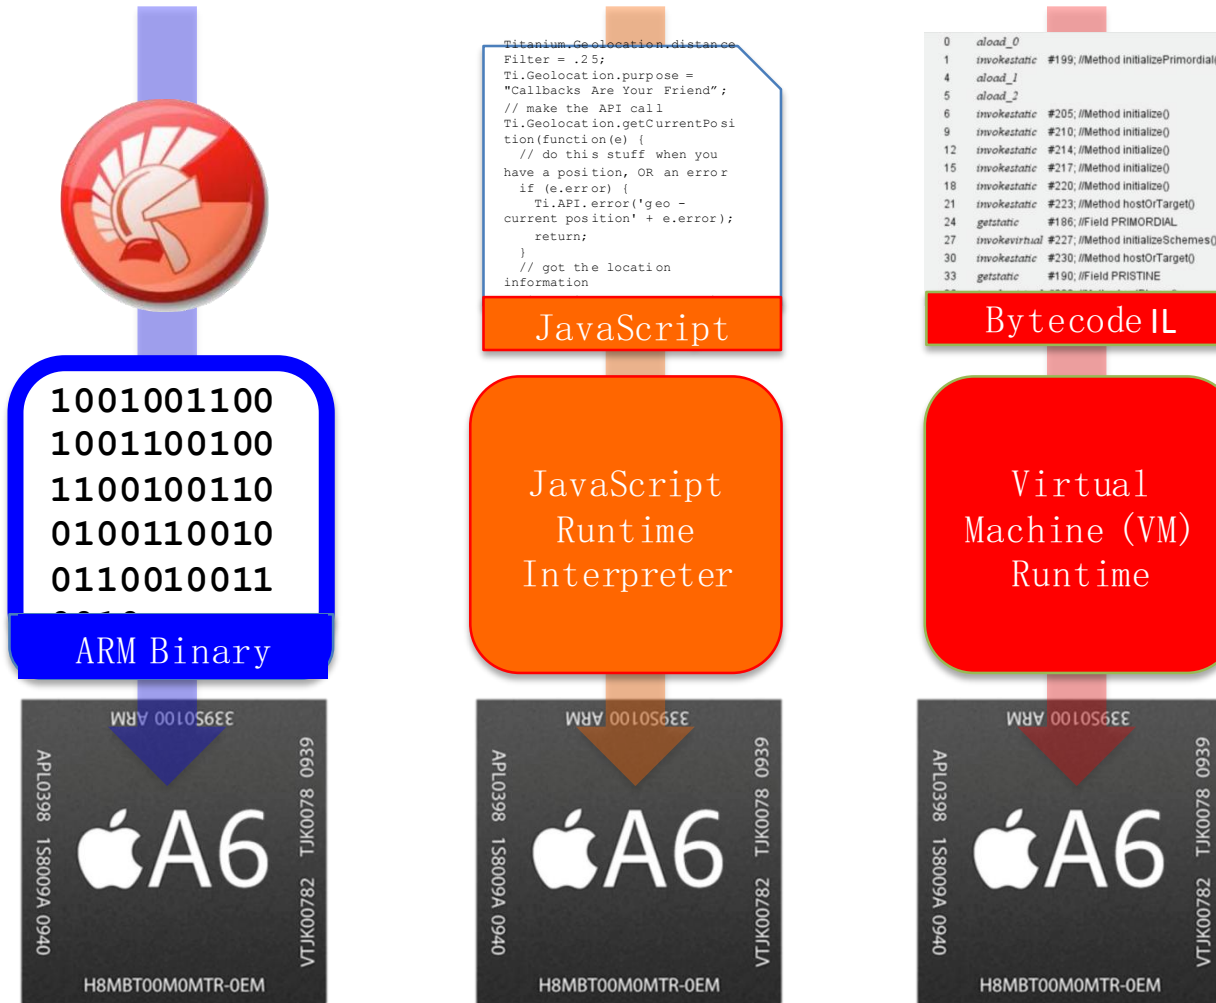 1001001100
1001100100
1100100110
0100110010
0110010011
ARM Binary
339S0100 ARM
APL0398 1S8009A 0940
A6
VTJK00782 TJK0078 0939
H8MBT00M0MTR-0EM
Titanium.Geolocation.distance
Filter = .25;
Ti.Geolocation.purpose =
"Callbacks Are Your Friend";
// make the API call
Ti.Geolocation.getCurrentPosi
tion(function(e) {
// do this stuff when you
have a position, OR an error
if (e.error) {
Ti.API.error('geo -
current position' + e.error);
return;
}
// got the location
information
JavaScript
JavaScript
Runtime
Interpreter
339S0100 ARM
APL0398 1S8009A 0940
A6
VTJK00782 TJK0078 0939
H8MBT00M0MTR-0EM
0 aload_0
1 invokestatic #199; //Method initializePrimordial(
4 aload_1
5 aload_2
6 invokestatic #205; //Method initialize()
9 invokestatic #210; //Method initialize()
12 invokestatic #214; //Method initialize()
15 invokestatic #217; //Method initialize()
18 invokestatic #220; //Method initialize()
21 invokestatic #223; //Method hostOrTarget()
24 getstatic #186; //Field PRIMORDIAL
27 invokevirtual #227; //Method initializeSchemes()
30 invokestatic #230; //Method hostOrTarget()
33 getstatic #190; //Field PRISTINE
Bytecode IL
Virtual
Machine (VM)
Runtime
339S0100 ARM
APL0398 1S8009A 0940
A6
VTJK00782 TJK0078 0939
H8MBT00M0MTR-0EM